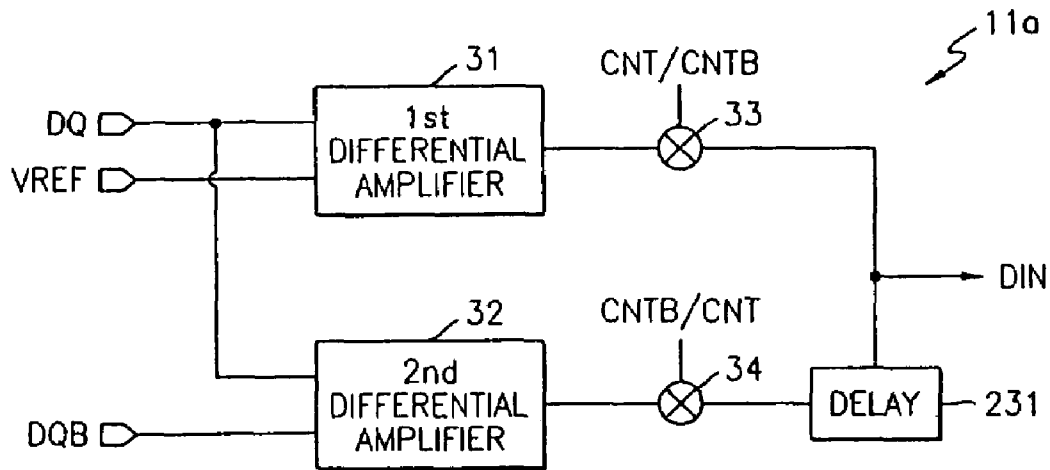 11a
31
CNT/CNTB
DQ
1st
DIFFERENTIAL
AMPLIFIER
33
VREF
DIN
32
CNTB/CNT
2nd
DIFFERENTIAL
AMPLIFIER
34
DELAY
231
DQB